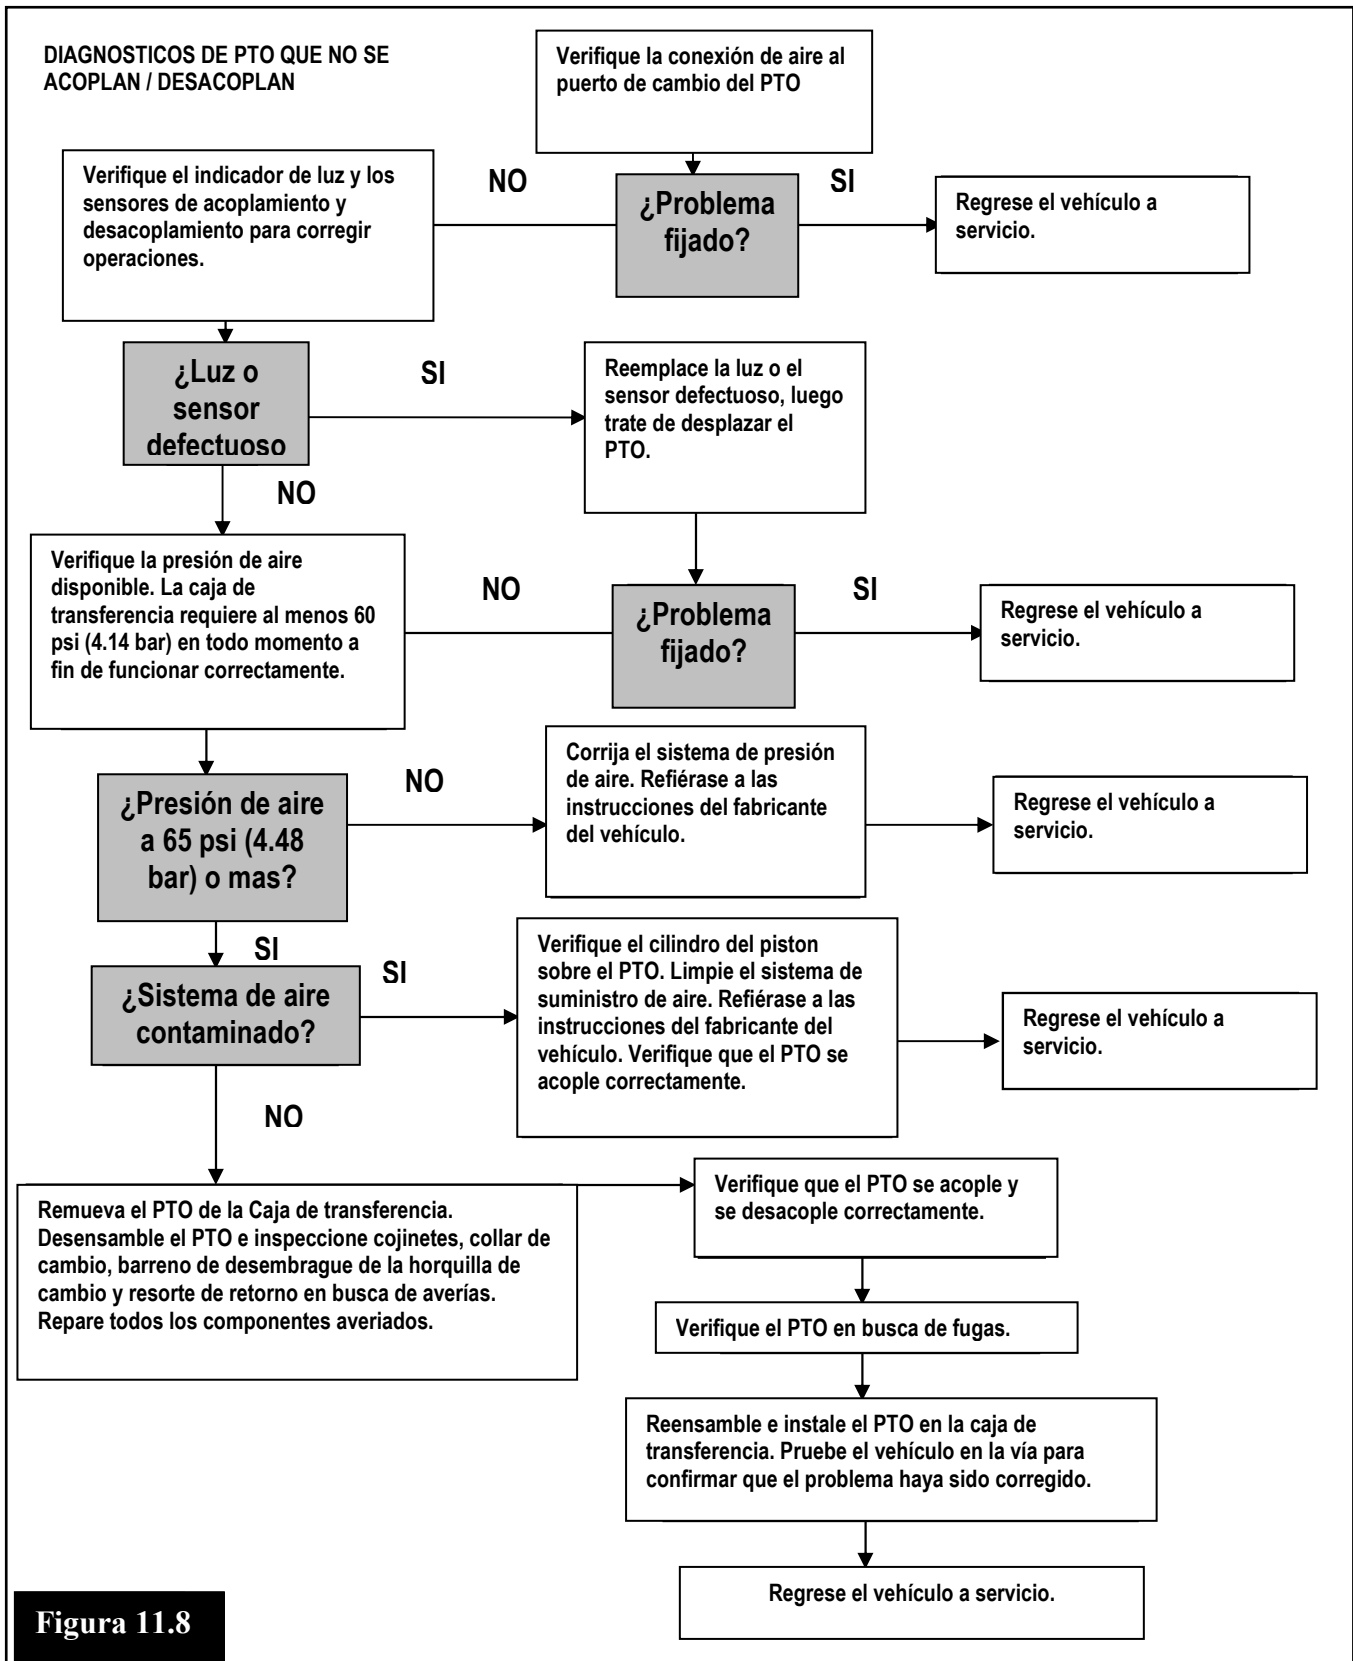 DIAGNOSTICOS DE PTO QUE NO SE
ACOPLAN / DESACOPLAN
Verifique la conexión de aire al
puerto de cambio del PTO
Verifique el indicador de luz y los
sensores de acoplamiento y
desacoplamiento para corregir
operaciones.
NO
¿Problema
fijado?
SI
Regrese el vehículo a
servicio.
¿Luz o
sensor
defectuoso
SI
Reemplace la luz o el
sensor defectuoso, luego
trate de desplazar el
PTO.
NO
Verifique la presión de aire
disponible. La caja de
transferencia requiere al menos 60
psi (4.14 bar) en todo momento a
fin de funcionar correctamente.
NO
¿Problema
fijado?
SI
Regrese el vehículo a
servicio.
¿Presión de aire
a 65 psi (4.48
bar) o mas?
NO
Corrija el sistema de presión
de aire. Refiérase a las
instrucciones del fabricante
del vehículo.
Regrese el vehículo a
servicio.
SI
¿Sistema de aire
contaminado?
SI
Verifique el cilindro del piston
sobre el PTO. Limpie el sistema de
suministro de aire. Refiérase a las
instrucciones del fabricante del
vehículo. Verifique que el PTO se
acople correctamente.
Regrese el vehículo a
servicio.
NO
Remueva el PTO de la Caja de transferencia.
Desensamble el PTO e inspeccione cojinetes, collar de
cambio, barreno de desembrague de la horquilla de
cambio y resorte de retorno en busca de averías.
Repare todos los componentes averiados.
Verifique que el PTO se acople y
se desacople correctamente.
Verifique el PTO en busca de fugas.
Reensamble e instale el PTO en la caja de
transferencia. Pruebe el vehículo en la vía para
confirmar que el problema haya sido corregido.
Regrese el vehículo a servicio.
Figura 11.8